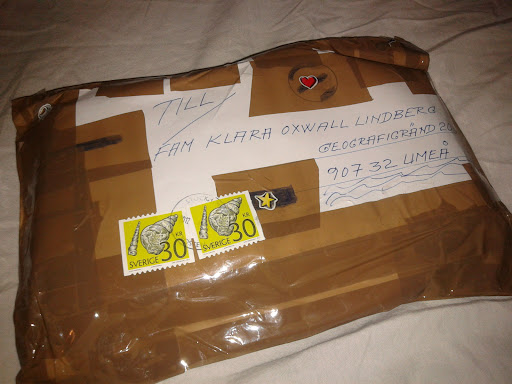 TILL
FAM KLARA OXWALL LINDBERG
GEOGRAFIGRÄND 20
907 32 UMEÅ
KR
30
SVERIGE
KR
30
SVERIGE